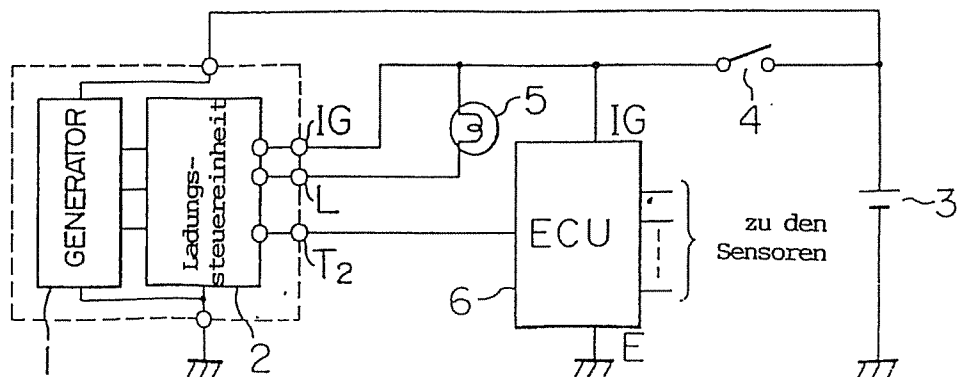 GENERATOR
Ladungs-
steuereinheit
IG
L
T2
5
IG
4
ECU
6
E
zu den
Sensoren
3
1
2